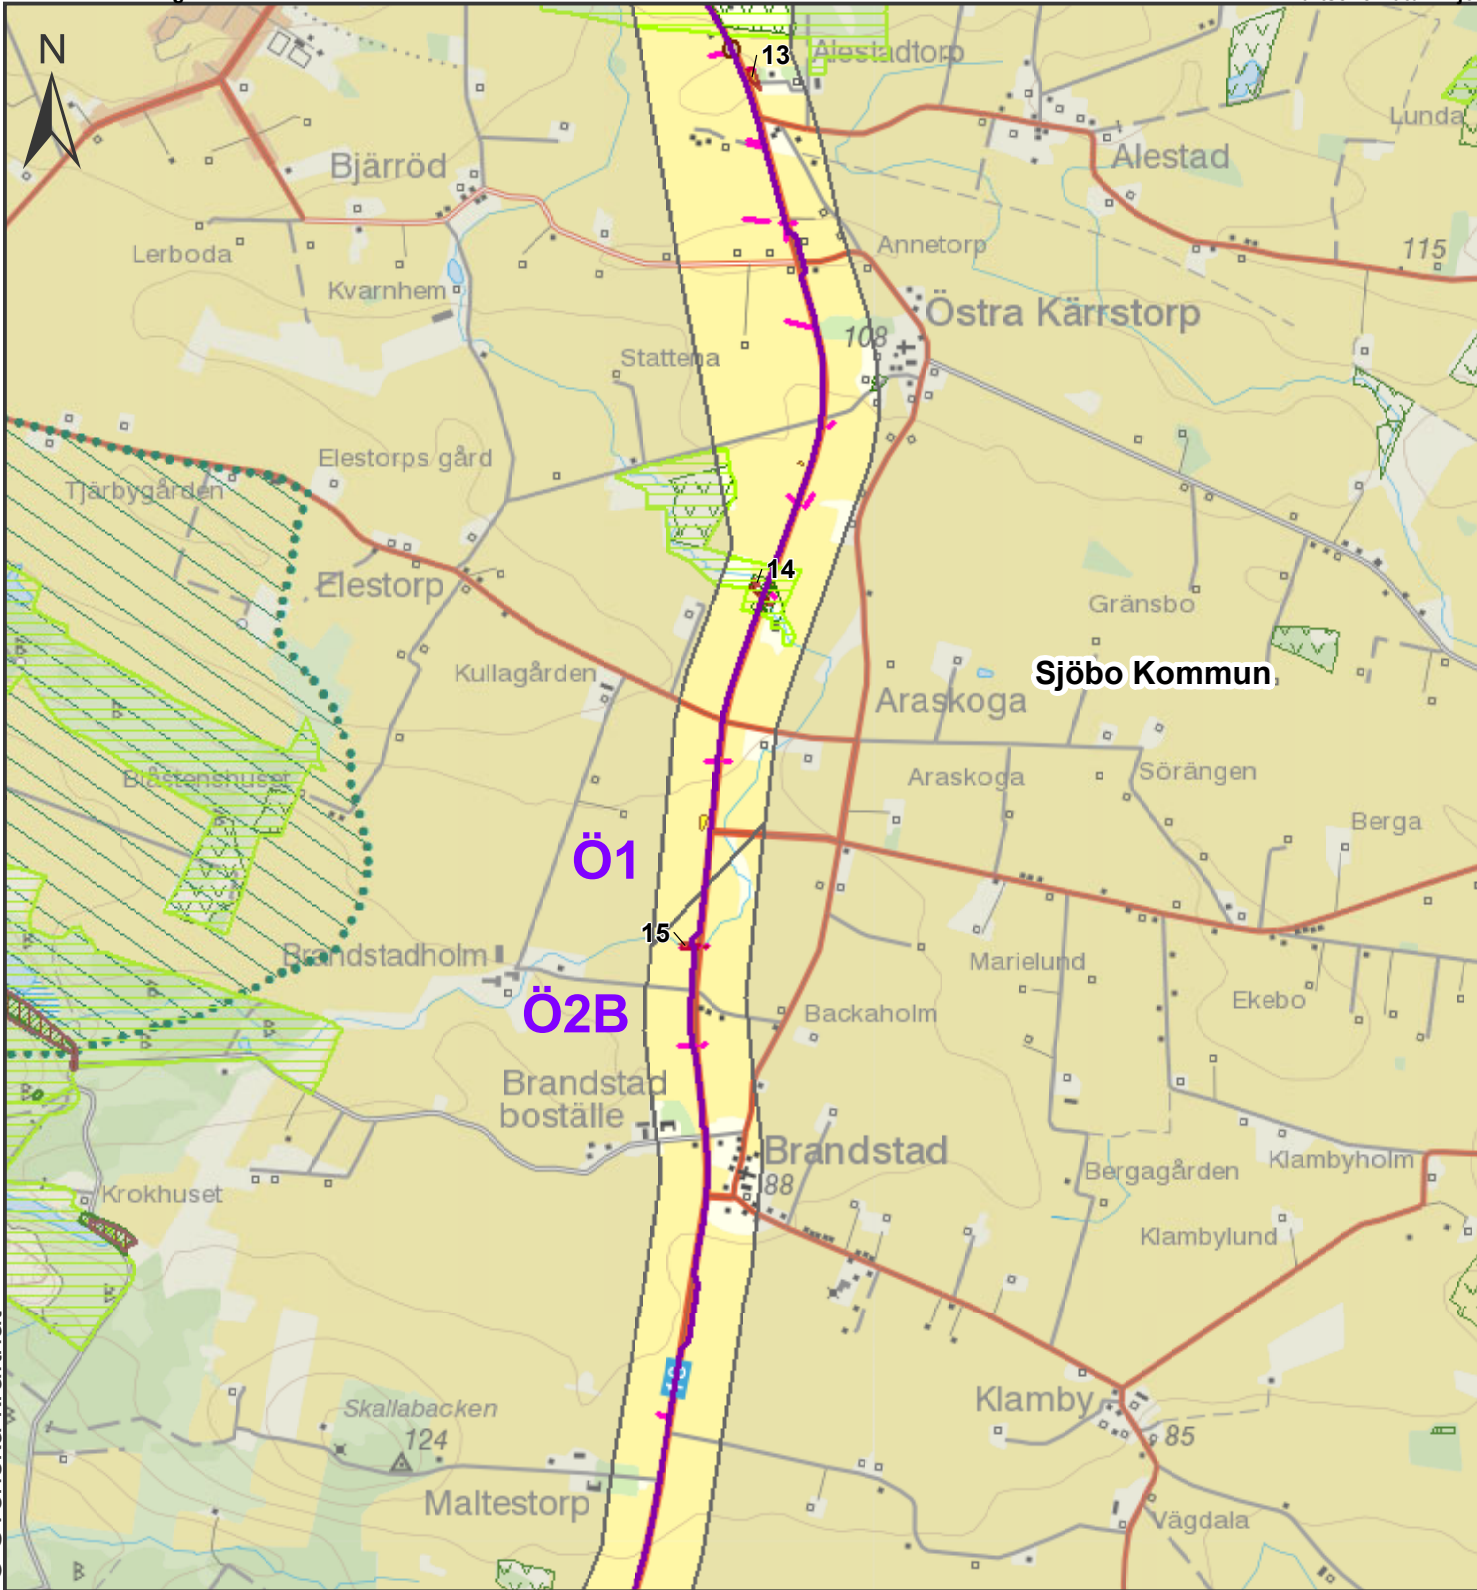 N
13
Alestadtorp
Lunda
Bjärröd
Alestad
Lerboda
Annetorp
115
Kvarnhem
Östra Kärrstorp
108
Stattena
Elestorps gård
Tjärbygården
14
Elestorp
Gränsbo
Kullagården
Sjöbo Kommun
Araskoga
Blåstenshuset
Araskoga
Sörängen
Berga
Ö1
15
Brandstadholm
Marielund
Ekebo
Ö2B
Backaholm
Brandstad
boställe
Brandstad
Bergagården
Klambyholm
88
Krokhuset
Klambylund
13
Skallabacken
Klamby
124
85
Maltestorp
Vägdala